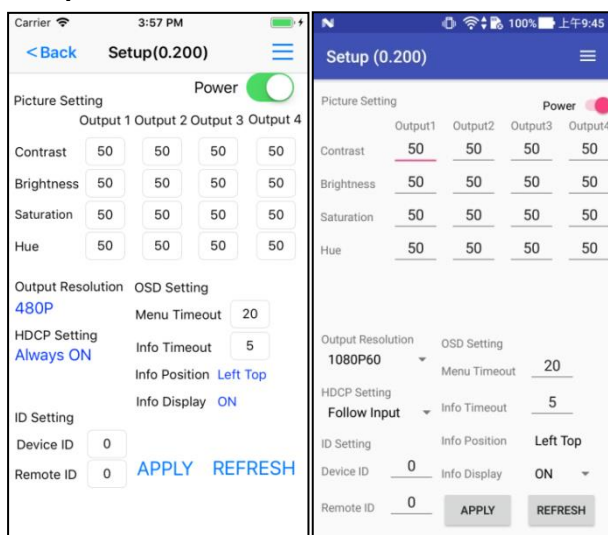 Carrier 3:57 PM
< Back Setup(0.200)
Power
Picture Setting
Output 1 Output 2 Output 3 Output 4
Contrast 50 50 50 50
Brightness 50 50 50 50
Saturation 50 50 50 50
Hue 50 50 50 50
Output Resolution OSD Setting
480P
Menu Timeout 20
HDCP Setting
Always ON
Info Timeout 5
Info Position Left Top
Info Display ON
ID Setting
Device ID 0
Remote ID 0
APPLY REFRESH
100% 上午9:45
Setup (0.200)
Picture Setting
Power
Output1 Output2 Output3 Output4
Contrast 50 50 50 50
Brightness 50 50 50 50
Saturation 50 50 50 50
Hue 50 50 50 50
Output Resolution OSD Setting
1080P60
Menu Timeout 20
HDCP Setting
Follow Input
Info Timeout 5
ID Setting
Info Position Left Top
Device ID 0
Info Display ON
Remote ID 0
APPLY REFRESH